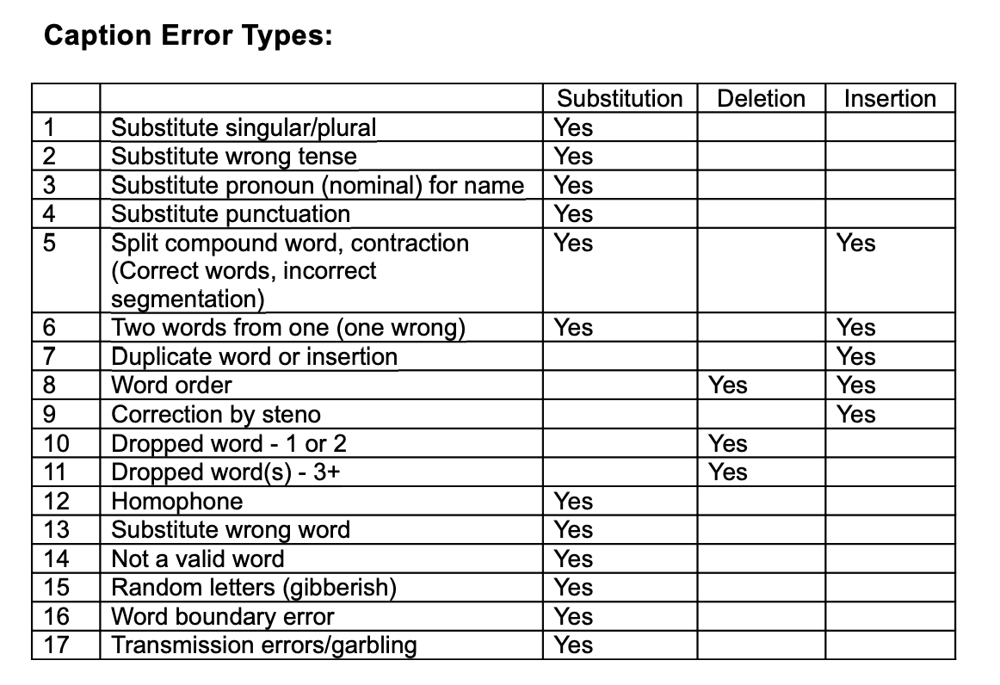 Caption Error Types:
Substitution Deletion Insertion
1 Substitute singular/plural Yes
2 Substitute wrong tense Yes
3 Substitute pronoun (nominal) for name Yes
4 Substitute punctuation Yes
5 Split compound word, contraction Yes Yes
(Correct words, incorrect
segmentation)
6 Two words from one (one wrong) Yes Yes
7 Duplicate word or insertion Yes
8 Word order Yes Yes
9 Correction by steno Yes
10 Dropped word - 1 or 2 Yes
11 Dropped word(s) - 3+ Yes
12 Homophone Yes
13 Substitute wrong word Yes
14 Not a valid word Yes
15 Random letters (gibberish) Yes
16 Word boundary error Yes
17 Transmission errors/garbling Yes